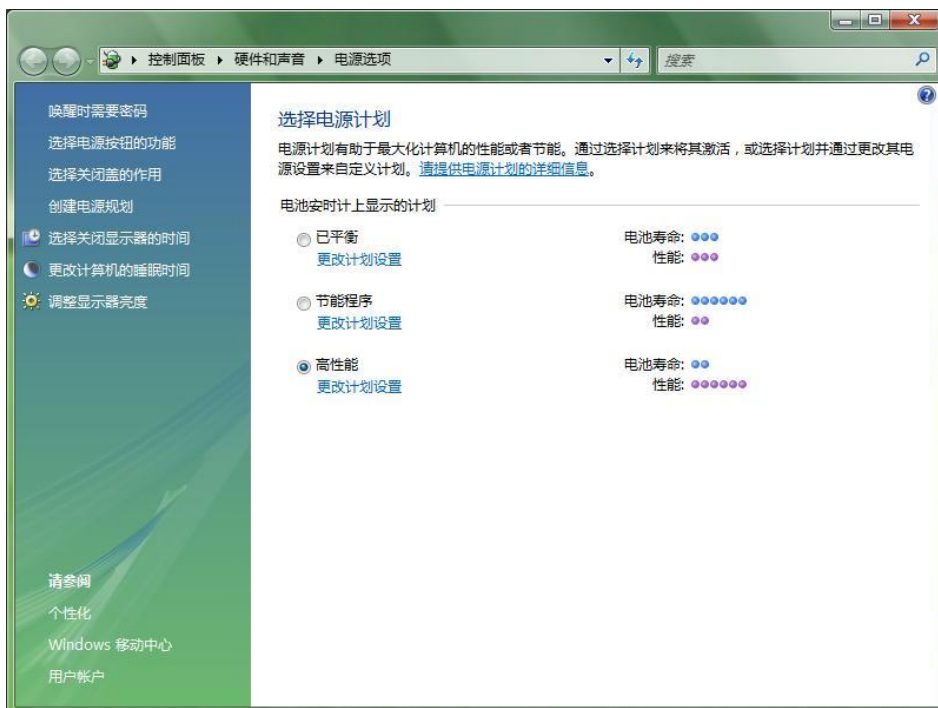 控制面板 硬件和声音 电源选项
搜索
唤醒时需要密码
选择电源按钮的功能
选择关闭盖的作用
创建电源规划
选择关闭显示器的时间
更改计算机的睡眠时间
调整显示器亮度
请参阅
个性化
Windows 移动中心
用户帐户
选择电源计划
电源计划有助于最大化计算机的性能或者节能。通过选择计划来将其激活，或选择计划并通过更改其电
源设置来自定义计划。请提供电源计划的详细信息。
电池安时计上显示的计划
已平衡 电池寿命:
更改计划设置 性能:
节能程序 电池寿命:
更改计划设置 性能:
高性能 电池寿命:
更改计划设置 性能: